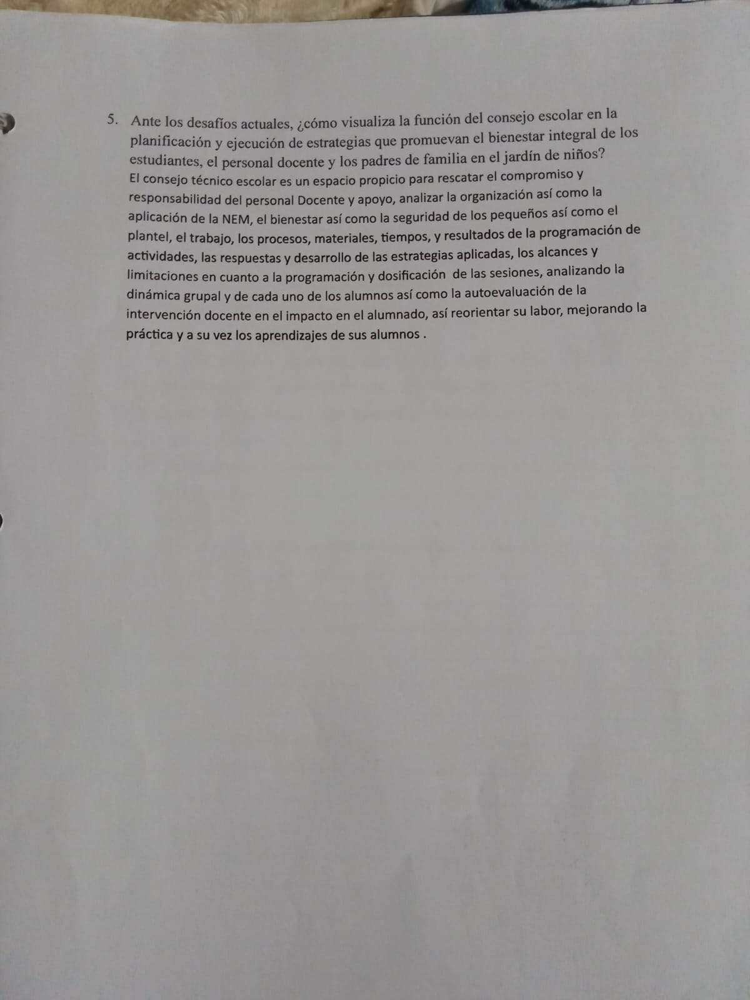 5. Ante los desafíos actuales, ¿cómo visualiza la función del consejo escolar en la
planificación y ejecución de estrategias que promuevan el bienestar integral de los
estudiantes, el personal docente y los padres de familia en el jardín de niños?
El consejo técnico escolar es un espacio propicio para rescatar el compromiso y
responsabilidad del personal Docente y apoyo, analizar la organización así como la
aplicación de la NEM, el bienestar así como la seguridad de los pequeños así como el
plantel, el trabajo, los procesos, materiales, tiempos, y resultados de la programación de
actividades, las respuestas y desarrollo de las estrategias aplicadas, los alcances y
limitaciones en cuanto a la programación y dosificación  de las sesiones, analizando la
dinámica grupal y de cada uno de los alumnos así como la autoevaluación de la
intervención docente en el impacto en el alumnado, así reorientar su labor, mejorando la
práctica y a su vez los aprendizajes de sus alumnos .